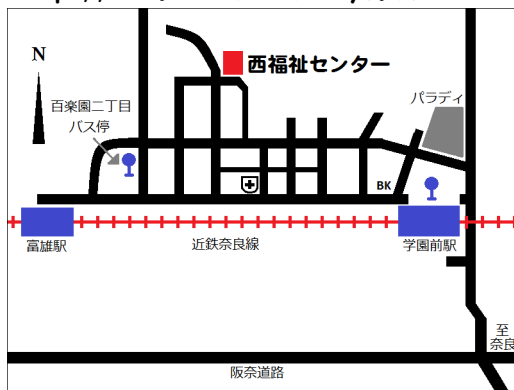 N
西福祉センター
百楽園二丁目
バス停
パラディ
BK
富雄駅
近鉄奈良線
学園前駅
至
奈良
阪奈道路